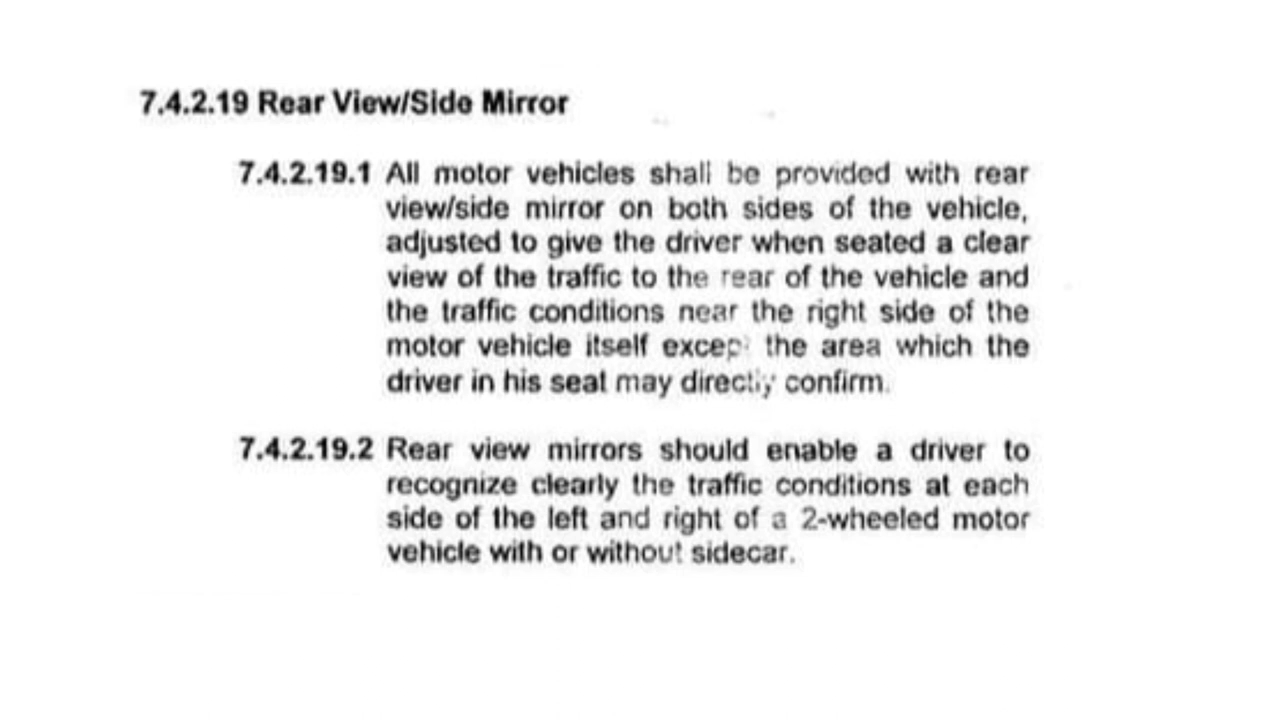 7.4.2.19 Rear View/Side Mirror
7.4.2.19.1 All motor vehicles shall be provided with rear
view/side mirror on both sides of the vehicle,
adjusted to give the driver when seated a clear
view of the traffic to the rear of the vehicle and
the traffic conditions near the right side of the
motor vehicle itself except the area which the
driver in his seat may directly confirm.
7.4.2.19.2 Rear view mirrors should enable a driver to
recognize clearly the traffic conditions at each
side of the left and right of a 2-wheeled motor
vehicle with or without sidecar.